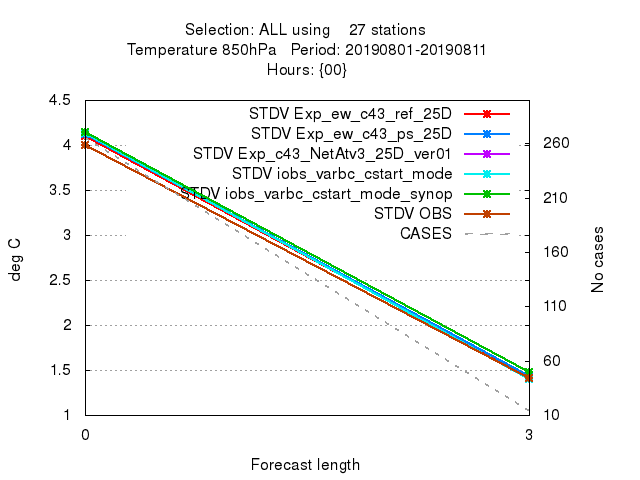 Selection: ALL using    27 stations
Temperature 850hPa   Period: 20190801-20190811
Hours: {00}
STDV Exp_ew_c43_ref_25D
STDV Exp_ew_c43_ps_25D
STDV Exp_c43_NetAtv3_25D_ver01
STDV iobs_varbc_cstart_mode
STDV iobs_varbc_cstart_mode_synop
STDV OBS
CASES
deg C
4.5
4
3.5
3
2.5
2
1.5
1
No cases
260
210
160
110
60
10
0
3
Forecast length